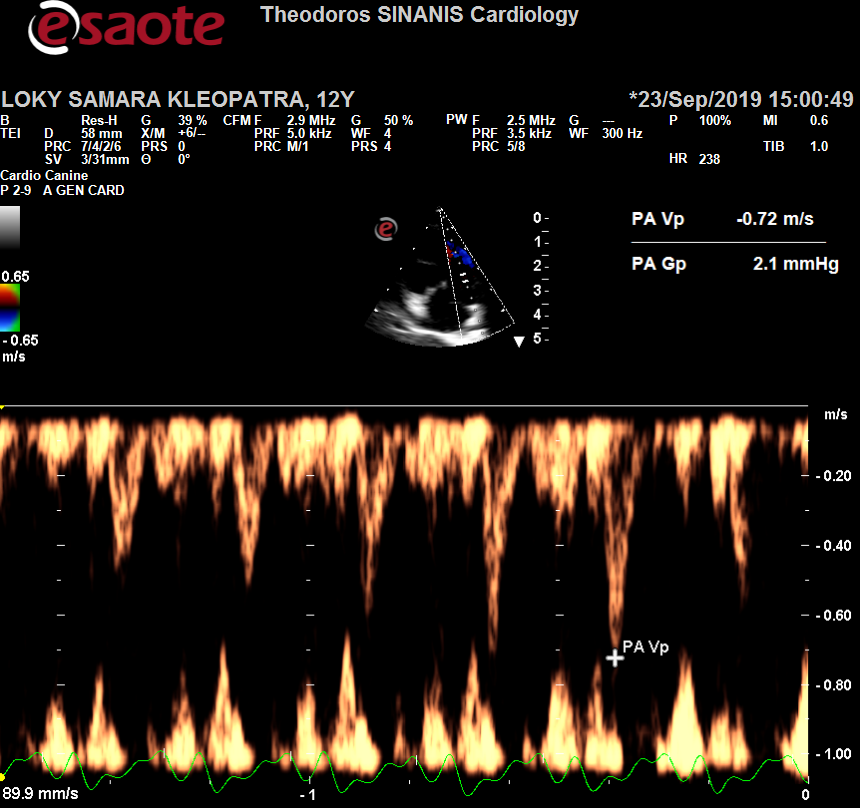 esaote
Theodoros SINANIS Cardiology
LOKY SAMARA KLEOPATRA, 12Y *23/Sep/2019 15:00:49
B Res-H G 39 % CFM F 2.9 MHz G 50 % PW F 2.5 MHz G --- P 100% MI 0.6
TEI D 58 mm X/M +6/-- PRF 5.0 kHz WF 4 PRF 3.5 kHz WF 300 Hz
PRC 7/4/2/6 PRS 0 PRC M/1 PRS 4 PRC 5/8 TIB 1.0
SV 3/31mm Θ 0° HR 238
Cardio Canine
P 2-9 A GEN CARD
e
0-
1-
2-
3-
4-
5-
PA Vp -0.72 m/s
PA Gp 2.1 mmHg
0.65
-0.65
m/s
m/s
-0.20
-0.40
-0.60
PA Vp
-0.80
-1.00
89.9 mm/s -1 0